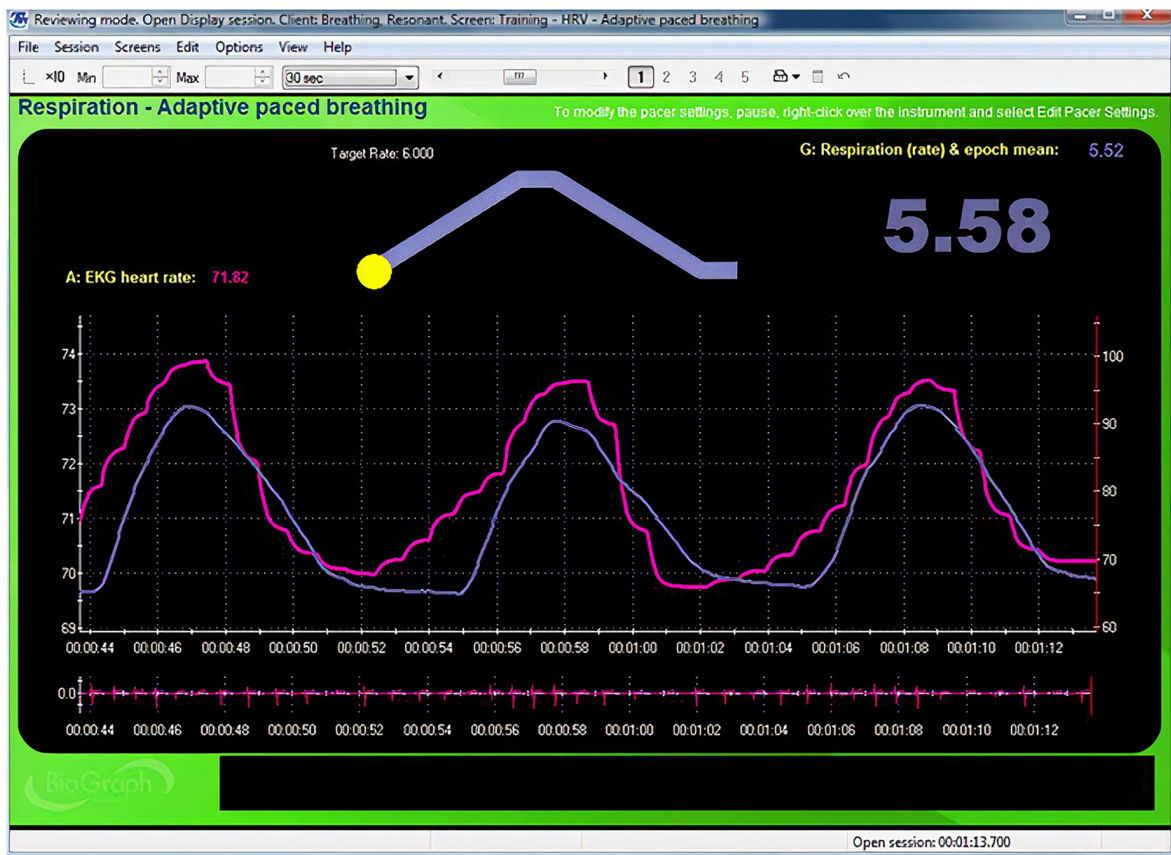 Reviewing mode. Open Display session. Client: Breathing, Resonant. Screen: Training - HRV - Adaptive paced breathing
File Session Screens Edit Options View Help
×10 Min Max 30 sec 1 2 3 4 5
Respiration - Adaptive paced breathing
To modify the pacer settings, pause, right-click over the instrument and select Edit Pacer Settings.
Target Rate: 6.000
G: Respiration (rate) & epoch mean: 5.52
5.58
A: EKG heart rate: 71.82
74 100
73 90
72
71 80
70 70
69 60
00:00:44 00:00:46 00:00:48 00:00:50 00:00:52 00:00:54 00:00:56 00:00:58 00:01:00 00:01:02 00:01:04 00:01:06 00:01:08 00:01:10 00:01:12
0.0
00:00:44 00:00:46 00:00:48 00:00:50 00:00:52 00:00:54 00:00:56 00:00:58 00:01:00 00:01:02 00:01:04 00:01:06 00:01:08 00:01:10 00:01:12
BioGraph
Open session: 00:01:13.700